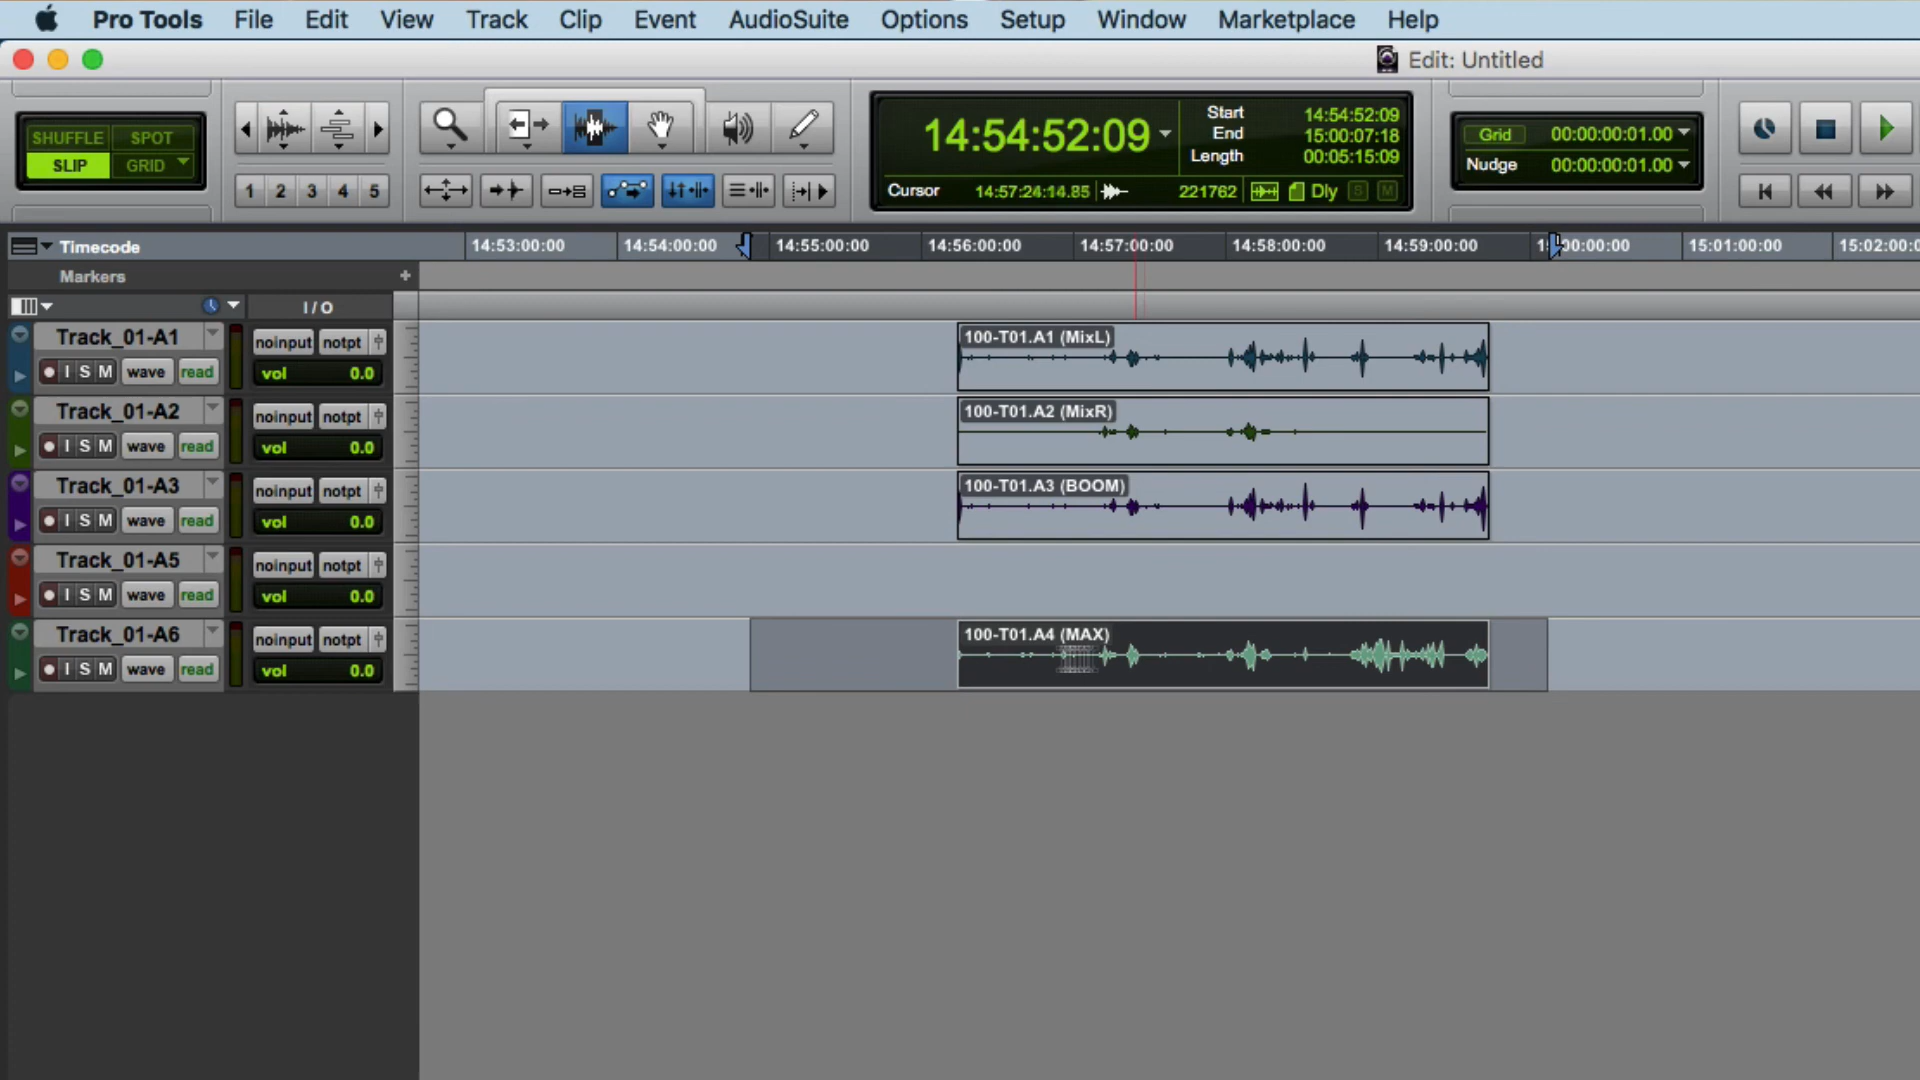 Pro Tools File Edit View Track Clip Event AudioSuite Options Setup Window Marketplace Help
Edit: Untitled
SHUFFLE SPOT
SLIP GRID
1 2 3 4 5
14:54:52:09
Start 14:54:52:09
End 15:00:07:18
Length 00:05:15:09
Cursor 14:57:24:14.85 221762 Dly S M
Grid 00:00:00:01.00
Nudge 00:00:00:01.00
Timecode 14:53:00:00 14:54:00:00 14:55:00:00 14:56:00:00 14:57:00:00 14:58:00:00 14:59:00:00 15:01:00:00
Markers +
I / O
Track_01-A1 noinput notpt 100-T01.A1 (MixL)
I S M wave read vol 0.0
Track_01-A2 noinput notpt 100-T01.A2 (MixR)
I S M wave read vol 0.0
Track_01-A3 noinput notpt 100-T01.A3 (BOOM)
I S M wave read vol 0.0
Track_01-A5 noinput notpt
I S M wave read vol 0.0
Track_01-A6 noinput notpt 100-T01.A4 (MAX)
I S M wave read vol 0.0